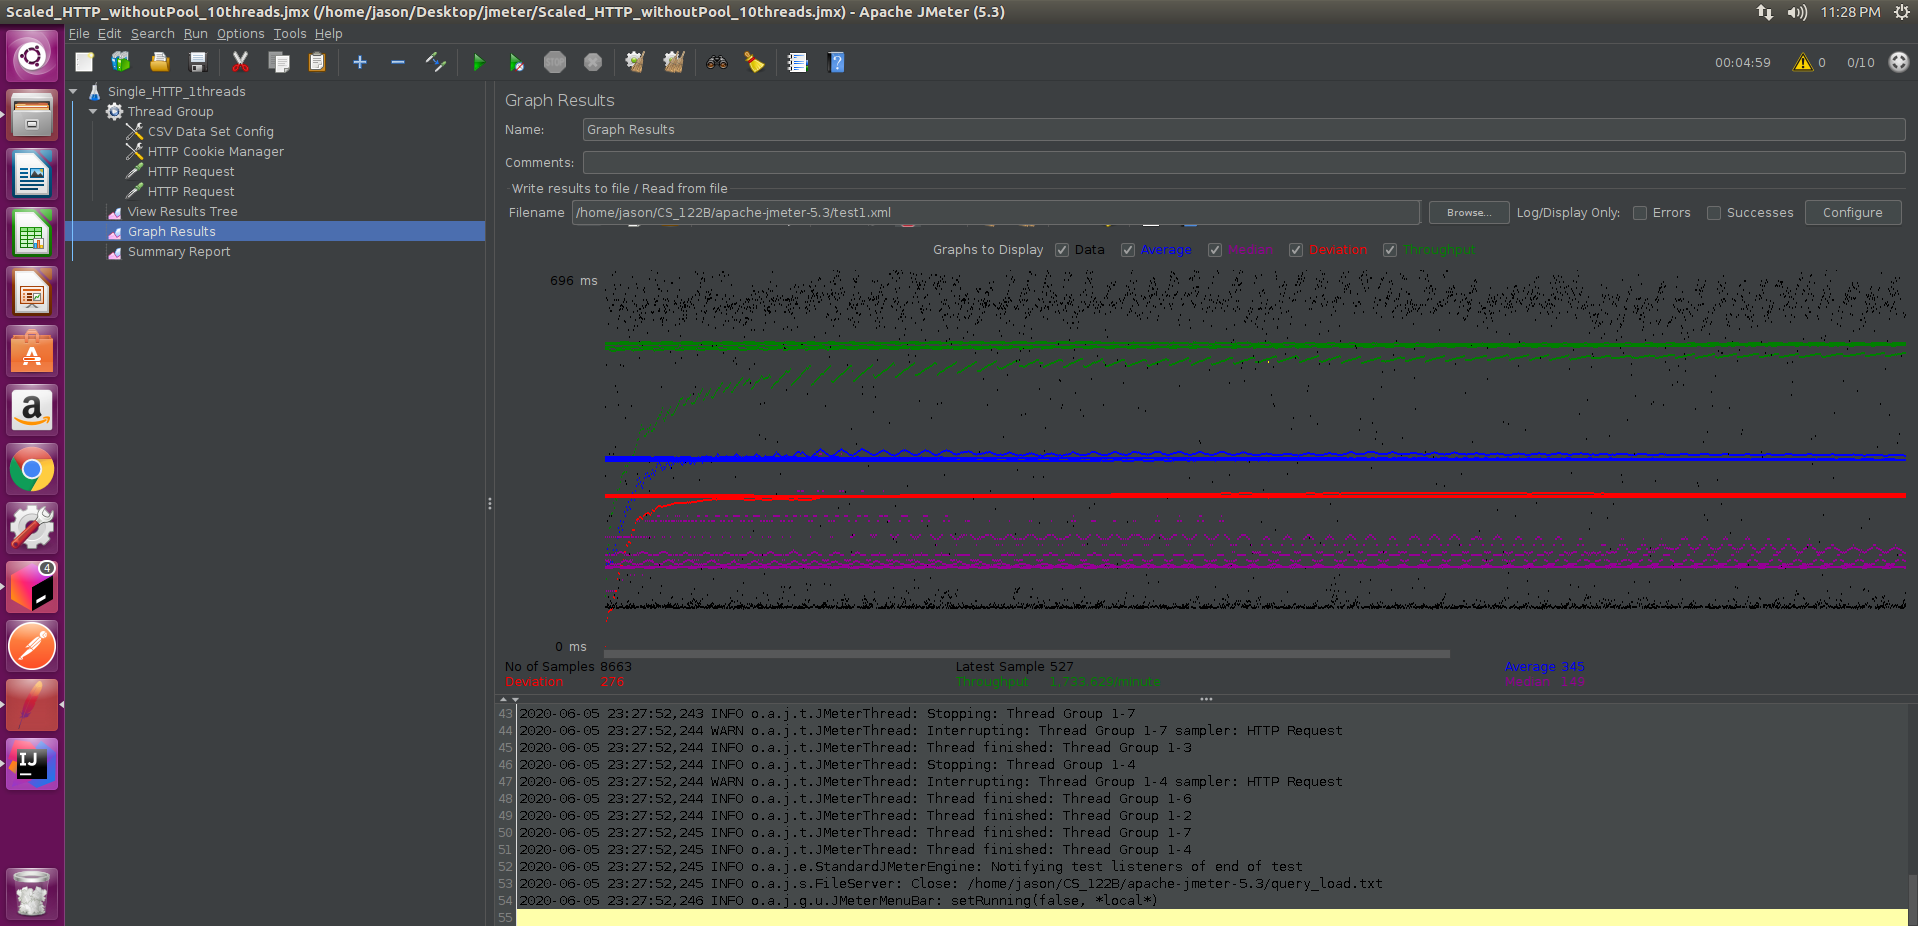 Scaled_HTTP_withoutPool_10threads.jmx (/home/jason/Desktop/jmeter/Scaled_HTTP_withoutPool_10threads.jmx) - Apache JMeter (5.3)
11:28 PM
File Edit Search Run Options Tools Help
STOP
00:04:59 0 0/10
Single_HTTP_1threads
Thread Group
CSV Data Set Config
HTTP Cookie Manager
HTTP Request
HTTP Request
View Results Tree
Graph Results
Summary Report
Graph Results
Name: Graph Results
Comments:
Write results to file / Read from file
Filename /home/jason/CS_122B/apache-jmeter-5.3/test1.xml Browse... Log/Display Only: Errors Successes Configure
Graphs to Display Data Average Median Deviation Throughput
696 ms
0 ms
No of Samples 8663 Latest Sample 527 Average 345
Deviation 276 Throughput 1,733.629/minute Median
43 2020-06-05 23:27:52,243 INFO o.a.j.t.JMeterThread: Stopping: Thread Group 1-7
44 2020-06-05 23:27:52,244 WARN o.a.j.t.JMeterThread: Interrupting: Thread Group 1-7 sampler: HTTP Request
45 2020-06-05 23:27:52,244 INFO o.a.j.t.JMeterThread: Thread finished: Thread Group 1-3
46 2020-06-05 23:27:52,244 INFO o.a.j.t.JMeterThread: Stopping: Thread Group 1-4
47 2020-06-05 23:27:52,244 WARN o.a.j.t.JMeterThread: Interrupting: Thread Group 1-4 sampler: HTTP Request
48 2020-06-05 23:27:52,244 INFO o.a.j.t.JMeterThread: Thread finished: Thread Group 1-6
49 2020-06-05 23:27:52,244 INFO o.a.j.t.JMeterThread: Thread finished: Thread Group 1-2
50 2020-06-05 23:27:52,245 INFO o.a.j.t.JMeterThread: Thread finished: Thread Group 1-7
51 2020-06-05 23:27:52,245 INFO o.a.j.t.JMeterThread: Thread finished: Thread Group 1-4
52 2020-06-05 23:27:52,245 INFO o.a.j.e.StandardJMeterEngine: Notifying test listeners of end of test
53 2020-06-05 23:27:52,245 INFO o.a.j.s.FileServer: Close: /home/jason/CS_122B/apache-jmeter-5.3/query_load.txt
54 2020-06-05 23:27:52,246 INFO o.a.j.g.u.JMeterMenuBar: setRunning(false, *local*)
55
A
a
4
IJ